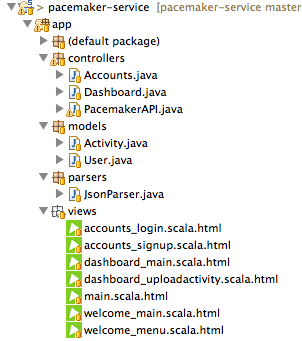 > pacemaker-service [pacemaker-service master
app
(default package)
controllers
Accounts.java
Dashboard.java
PacemakerAPI.java
models
Activity.java
User.java
parsers
JsonParser.java
views
accounts_login.scala.html
accounts_signup.scala.html
dashboard_main.scala.html
dashboard_uploadactivity.scala.html
main.scala.html
welcome_main.scala.html
welcome_menu.scala.html